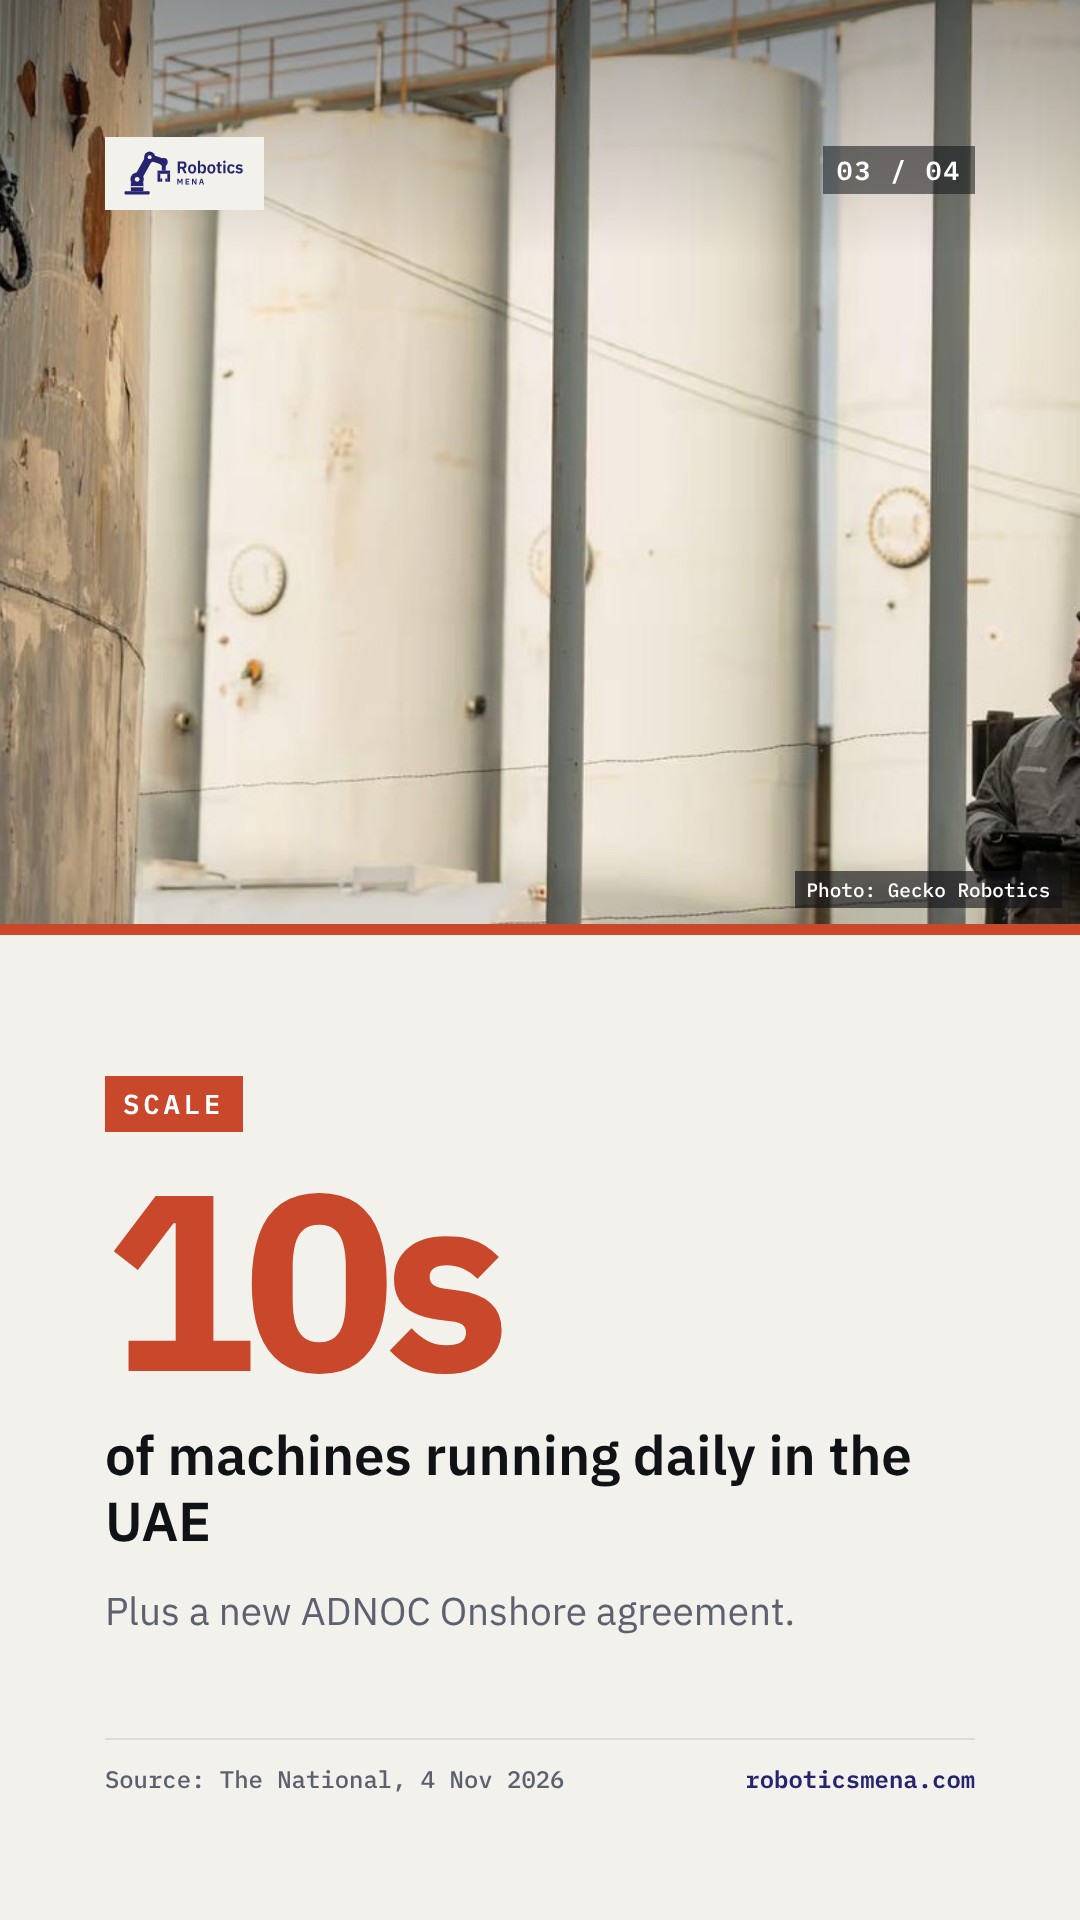 Robotics
MENA
03 / 04
Photo: Gecko Robotics
SCALE
10s
of machines running daily in the
UAE
Plus a new ADNOC Onshore agreement.
Source: The National, 4 Nov 2026
roboticsmena.com